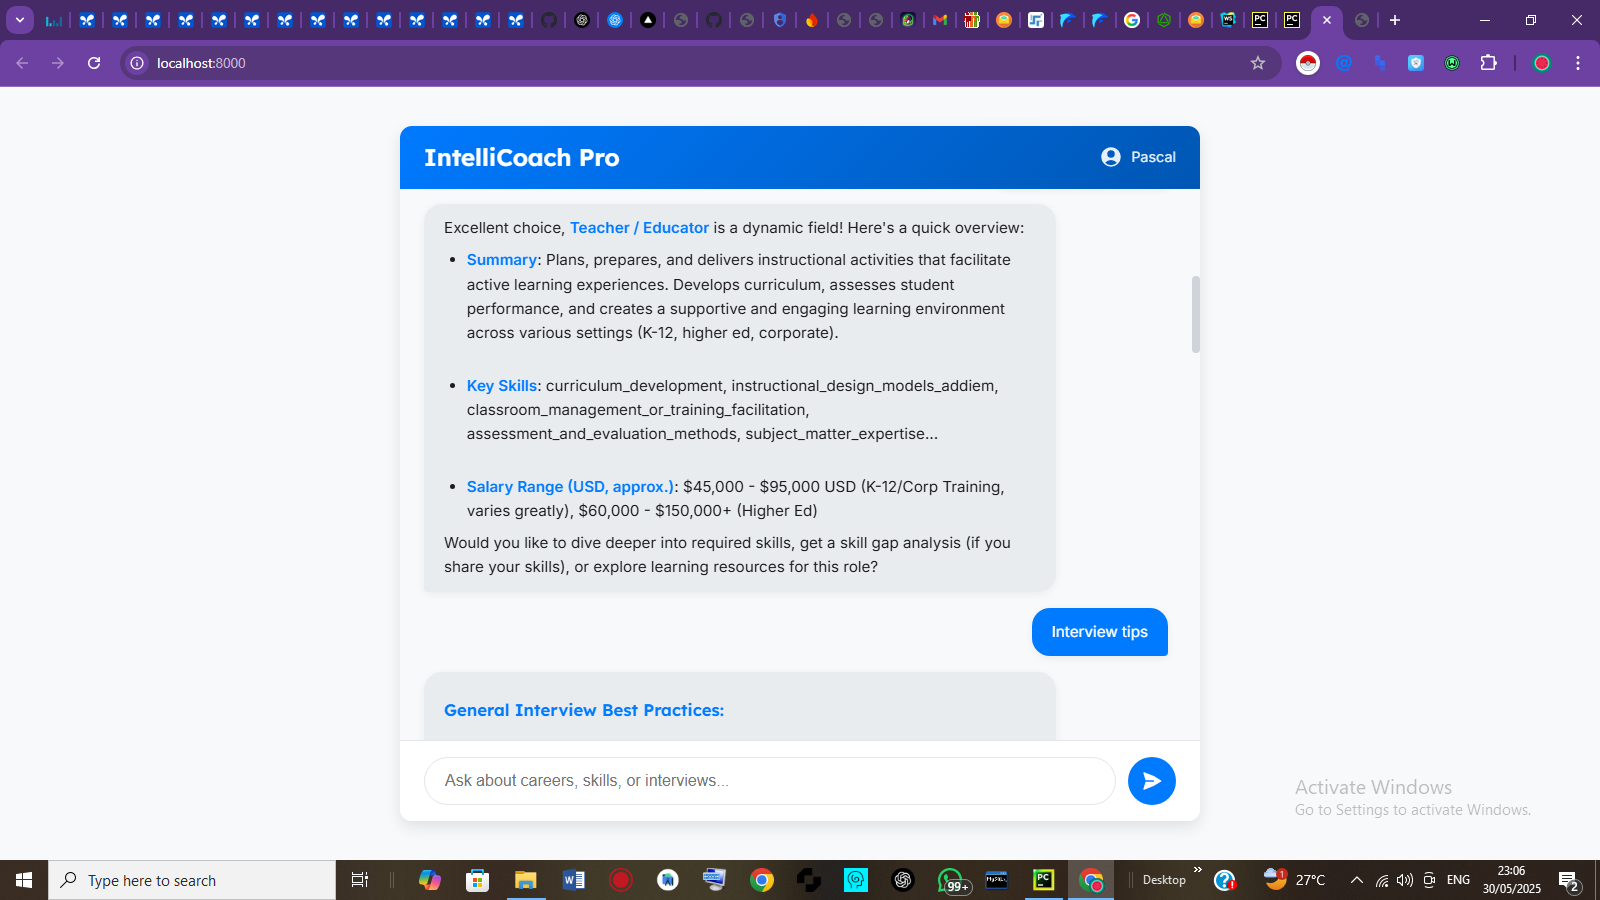 localhost:8000
IntelliCoach Pro
Pascal
Excellent choice, Teacher / Educator is a dynamic field! Here's a quick overview:
Summary: Plans, prepares, and delivers instructional activities that facilitate
active learning experiences. Develops curriculum, assesses student
performance, and creates a supportive and engaging learning environment
across various settings (K-12, higher ed, corporate).
Key Skills: curriculum_development, instructional_design_models_addiem,
classroom_management_or_training_facilitation,
assessment_and_evaluation_methods, subject_matter_expertise...
Salary Range (USD, approx.): $45,000 - $95,000 USD (K-12/Corp Training,
varies greatly), $60,000 - $150,000+ (Higher Ed)
Would you like to dive deeper into required skills, get a skill gap analysis (if you
share your skills), or explore learning resources for this role?
Interview tips
General Interview Best Practices:
Ask about careers, skills, or interviews...
Activate Windows
Go to Settings to activate Windows.
Type here to search
99+
Desktop
1
27°C
ENG
23:06
30/05/2025
2